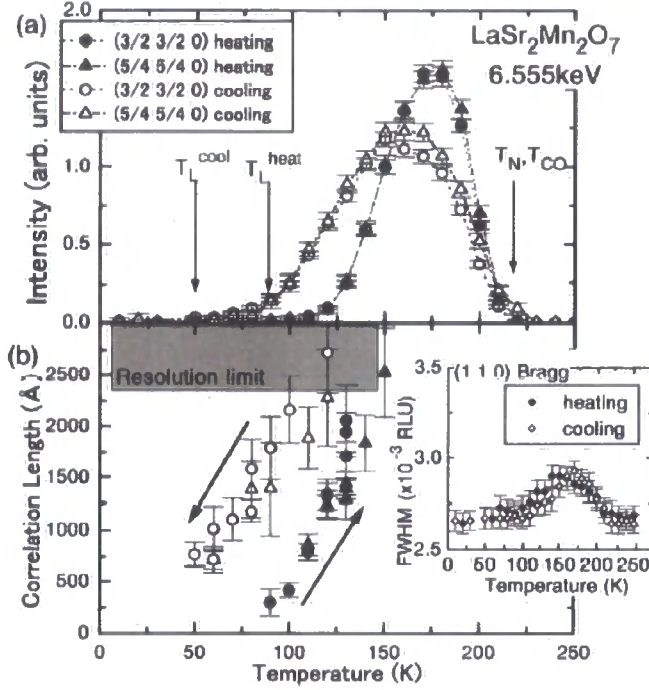 (a)
2.0
(3/2 3/2 0) heating
(5/4 5/4 0) heating
(3/2 3/2 0) cooling
(5/4 5/4 0) cooling
LaSr₂Mn₂O₇
6.555keV
Intensity (arb. units)
1.0
0.5
0.0
T_L^cool
T_L^heat
T_N,T_CO
(b)
Resolution limit
Correlation Length (Å)
2500
2000
1500
1000
500
0
0 50 100 150 200 250
Temperature (K)
(1 1 0) Bragg
heating
cooling
FWHM (x10⁻³ RLU)
3.5
3.0
2.5
0 50 100 150 200 250
Temperature (K)